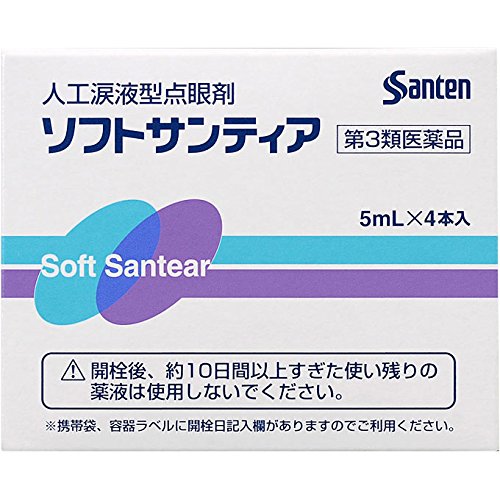 人工涙液型点眼剤
Santen
ソフトサンティア
第3類医薬品
5mL×4本入
Soft Santear
開栓後、約10日間以上すぎた使い残りの
薬液は使用しないでください。
※携帯袋、容器ラベルに開栓日記入欄がありますのでご利用ください。